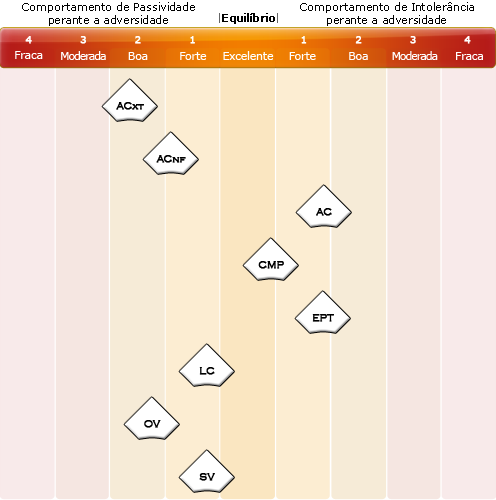 Comportamento de Passividade
perante a adversidade
|Equilíbrio|
Comportamento de Intolerância
perante a adversidade
4 3 2 1 1 2 3 4
Fraca Moderada Boa Forte Excelente Forte Boa Moderada Fraca
ACXT
ACNF
AC
CMP
EPT
LC
OV
SV